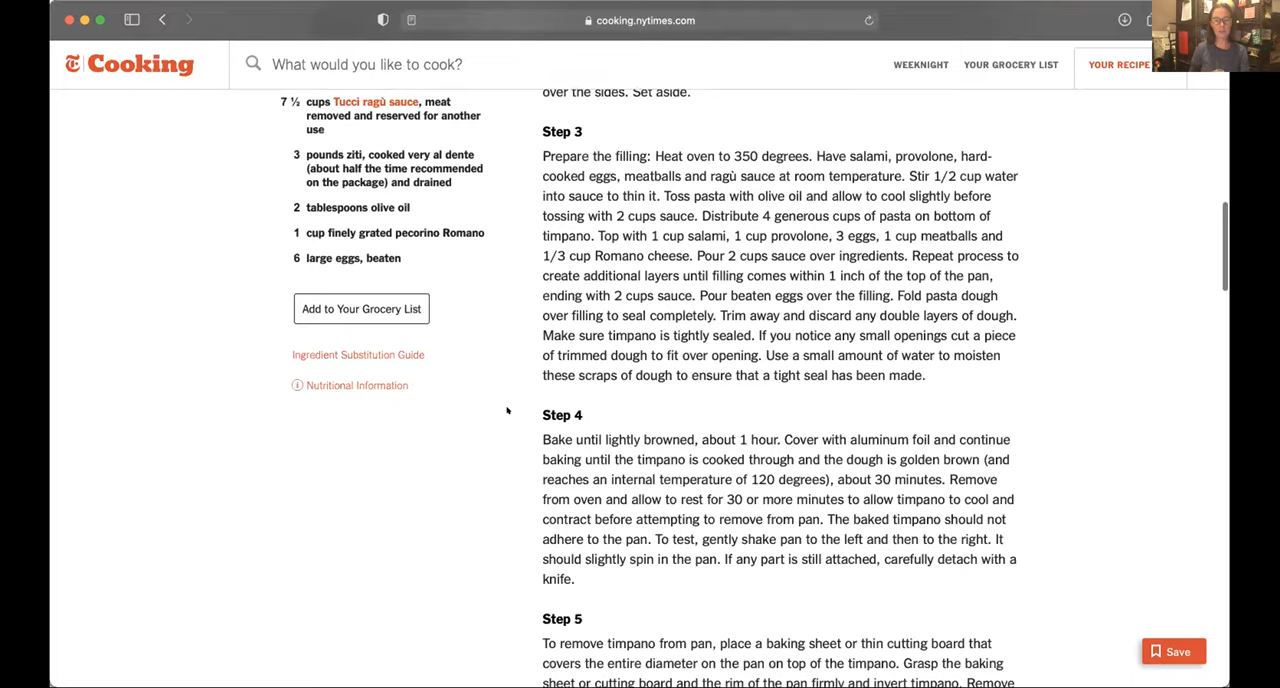 cooking.nytimes.com
Cooking
What would you like to cook?
WEEKNIGHT
YOUR GROCERY LIST
YOUR RECIPE
7 ½ cups Tucci ragù sauce, meat
removed and reserved for another
use
3 pounds ziti, cooked very al dente
(about half the time recommended
on the package) and drained
2 tablespoons olive oil
1 cup finely grated pecorino Romano
6 large eggs, beaten
Add to Your Grocery List
Ingredient Substitution Guide
Nutritional Information
over the sides. Set aside.
Step 3
Prepare the filling: Heat oven to 350 degrees. Have salami, provolone, hard-
cooked eggs, meatballs and ragù sauce at room temperature. Stir 1/2 cup water
into sauce to thin it. Toss pasta with olive oil and allow to cool slightly before
tossing with 2 cups sauce. Distribute 4 generous cups of pasta on bottom of
timpano. Top with 1 cup salami, 1 cup provolone, 3 eggs, 1 cup meatballs and
1/3 cup Romano cheese. Pour 2 cups sauce over ingredients. Repeat process to
create additional layers until filling comes within 1 inch of the top of the pan,
ending with 2 cups sauce. Pour beaten eggs over the filling. Fold pasta dough
over filling to seal completely. Trim away and discard any double layers of dough.
Make sure timpano is tightly sealed. If you notice any small openings cut a piece
of trimmed dough to fit over opening. Use a small amount of water to moisten
these scraps of dough to ensure that a tight seal has been made.
Step 4
Bake until lightly browned, about 1 hour. Cover with aluminum foil and continue
baking until the timpano is cooked through and the dough is golden brown (and
reaches an internal temperature of 120 degrees), about 30 minutes. Remove
from oven and allow to rest for 30 or more minutes to allow timpano to cool and
contract before attempting to remove from pan. The baked timpano should not
adhere to the pan. To test, gently shake pan to the left and then to the right. It
should slightly spin in the pan. If any part is still attached, carefully detach with a
knife.
Step 5
To remove timpano from pan, place a baking sheet or thin cutting board that
covers the entire diameter on the pan on top of the timpano. Grasp the baking
sheet or cutting board and the rim of the pan firmly and invert timpano. Remove
Save